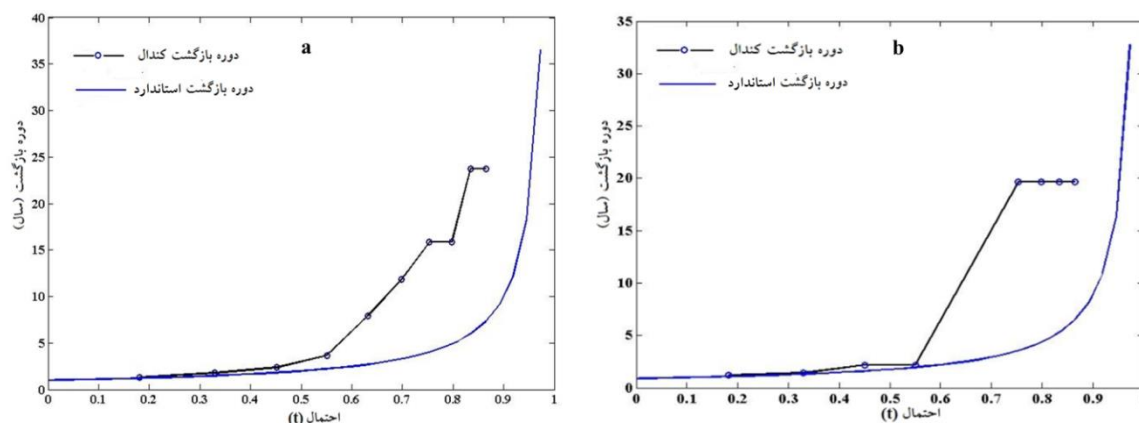 a
دوره بازگشت کندال
دوره بازگشت استاندارد
دوره بازگشت (سال)
40
35
30
25
20
15
10
5
0
0 0.1 0.2 0.3 0.4 0.5 0.6 0.7 0.8 0.9 1
احتمال (t)
b
دوره بازگشت کندال
دوره بازگشت استاندارد
دوره بازگشت (سال)
35
30
25
20
15
10
5
0
0 0.1 0.2 0.3 0.4 0.5 0.6 0.7 0.8 0.9
احتمال (t)